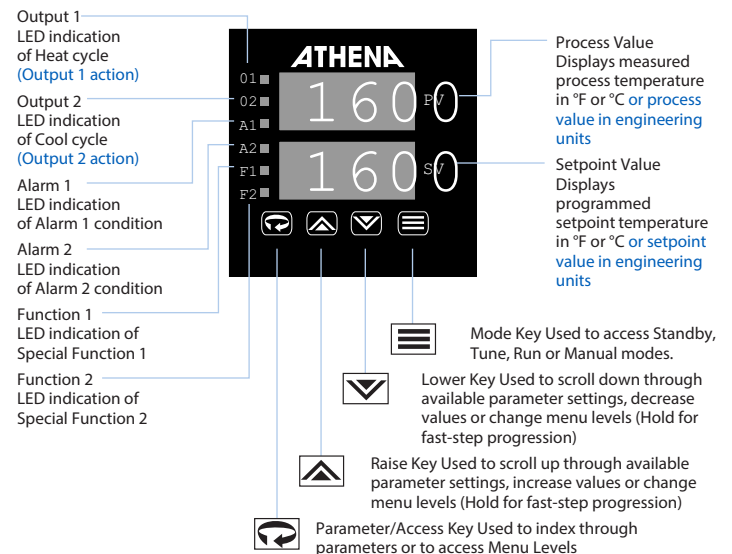 Output 1
LED indication
of Heat cycle
(Output 1 action)
Output 2
LED indication
of Cool cycle
(Output 2 action)
Alarm 1
LED indication
of Alarm 1 condition
Alarm 2
LED indication
of Alarm 2 condition
Function 1
LED indication of
Special Function 1
Function 2
LED indication of
Special Function 2
ATHENA
01
1600
PV
02
A1
A2
1600
SV
F1
F2
Process Value
Displays measured
process temperature
in °F or °C or process
value in engineering
units
Setpoint Value
Displays
programmed
setpoint temperature
in °F or °C or setpoint
value in engineering
units
Mode Key Used to access Standby,
Tune, Run or Manual modes.
Lower Key Used to scroll down through
available parameter settings, decrease
values or change menu levels (Hold for
fast-step progression)
Raise Key Used to scroll up through available
parameter settings, increase values or change
menu levels (Hold for fast-step progression)
Parameter/Access Key Used to index through
parameters or to access Menu Levels